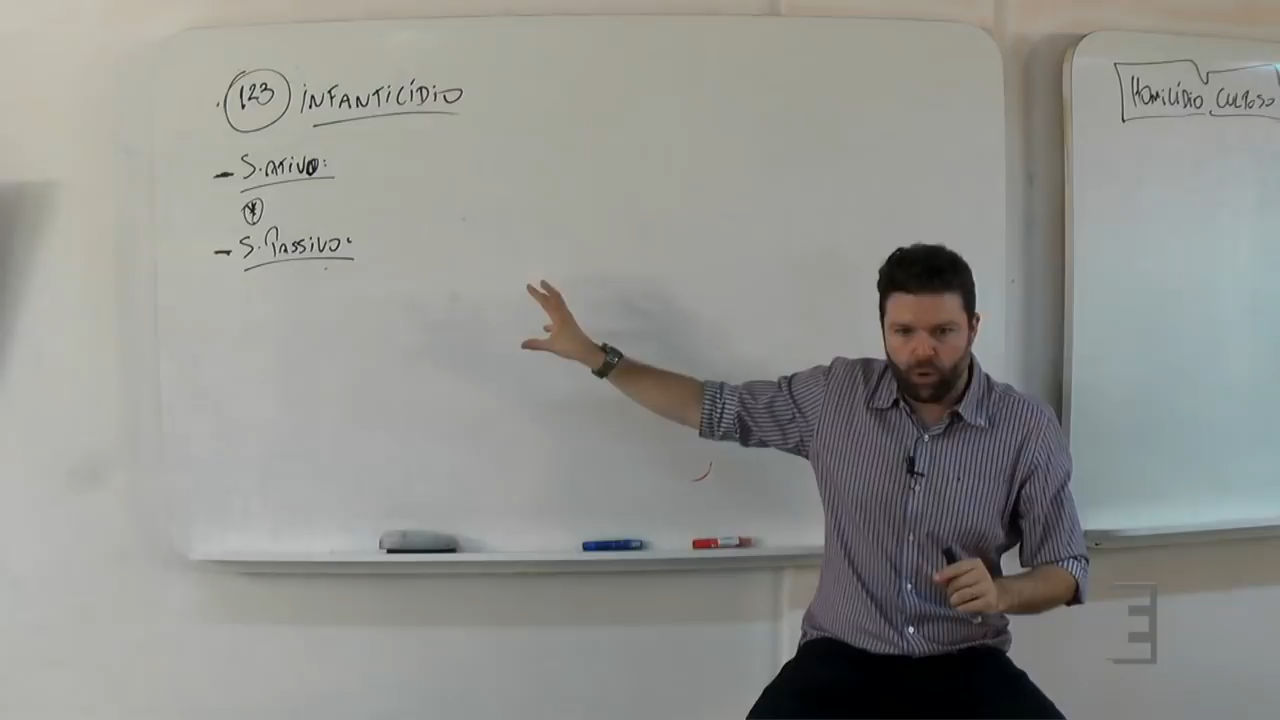 . 123 INFANTICÍDIO
- S. ATIVO:
*
- S. PASSIVO:
HOMICÍDIO CULPOSO
E